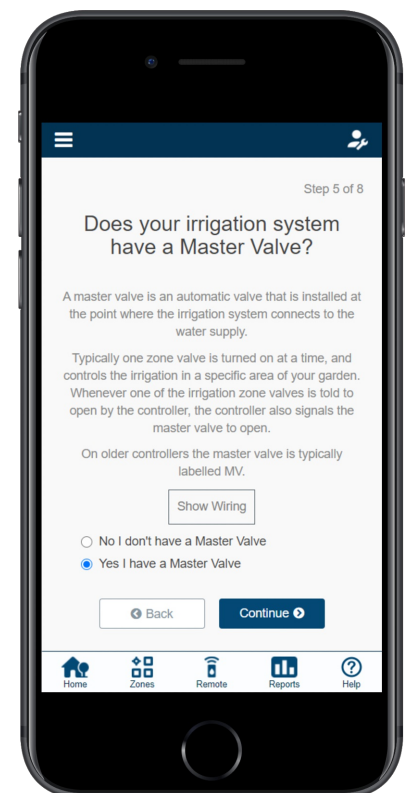 Step 5 of 8
Does your irrigation system
have a Master Valve?
A master valve is an automatic valve that is installed at
the point where the irrigation system connects to the
water supply.
Typically one zone valve is turned on at a time, and
controls the irrigation in a specific area of your garden.
Whenever one of the irrigation zone valves is told to
open by the controller, the controller also signals the
master valve to open.
On older controllers the master valve is typically
labelled MV.
Show Wiring
No I don't have a Master Valve
Yes I have a Master Valve
Back
Continue
Home
Zones
Remote
Reports
Help